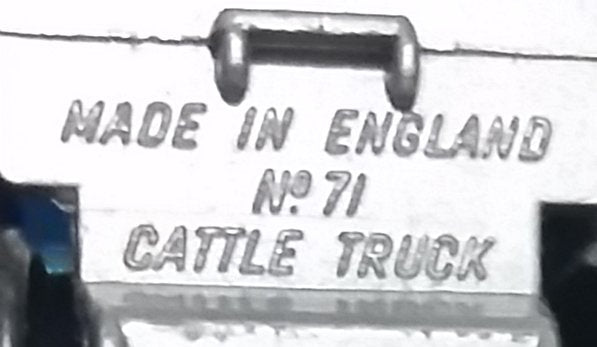 MADE IN ENGLAND
Nº 71
CATTLE TRUCK